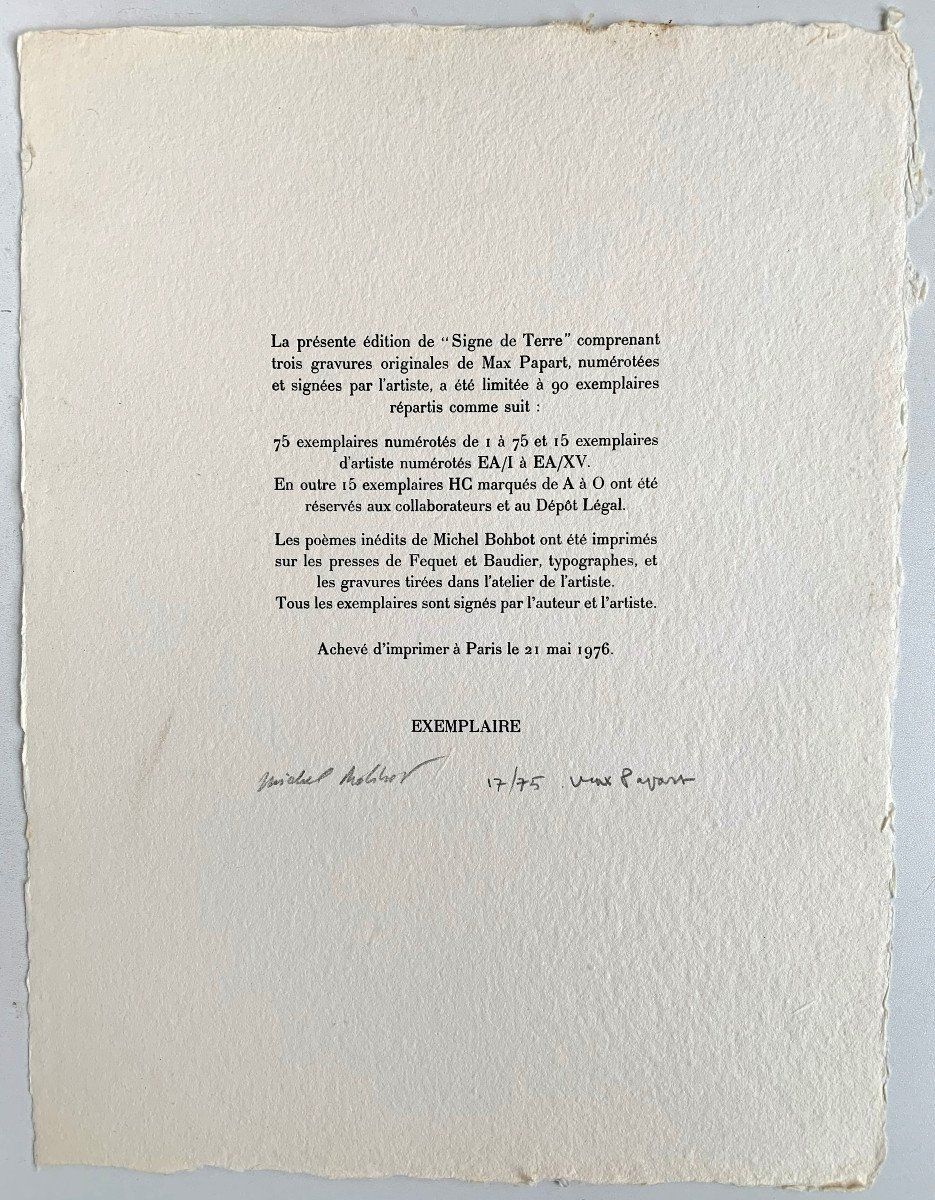 La présente édition de "Signe de Terre" comprenant
trois gravures originales de Max Papart, numérotées
et signées par l'artiste, a été limitée à 90 exemplaires
répartis comme suit :
75 exemplaires numérotés de 1 à 75 et 15 exemplaires
d'artiste numérotés EA/I à EA/XV.
En outre 15 exemplaires HC marqués de A à O ont été
réservés aux collaborateurs et au Dépôt Légal.
Les poèmes inédits de Michel Bohbot ont été imprimés
sur les presses de Fequet et Baudier, typographes, et
les gravures tirées dans l'atelier de l'artiste.
Tous les exemplaires sont signés par l'auteur et l'artiste.
Achevé d'imprimer à Paris le 21 mai 1976.
EXEMPLAIRE
Michel Bohbot 17/75 Max Papart